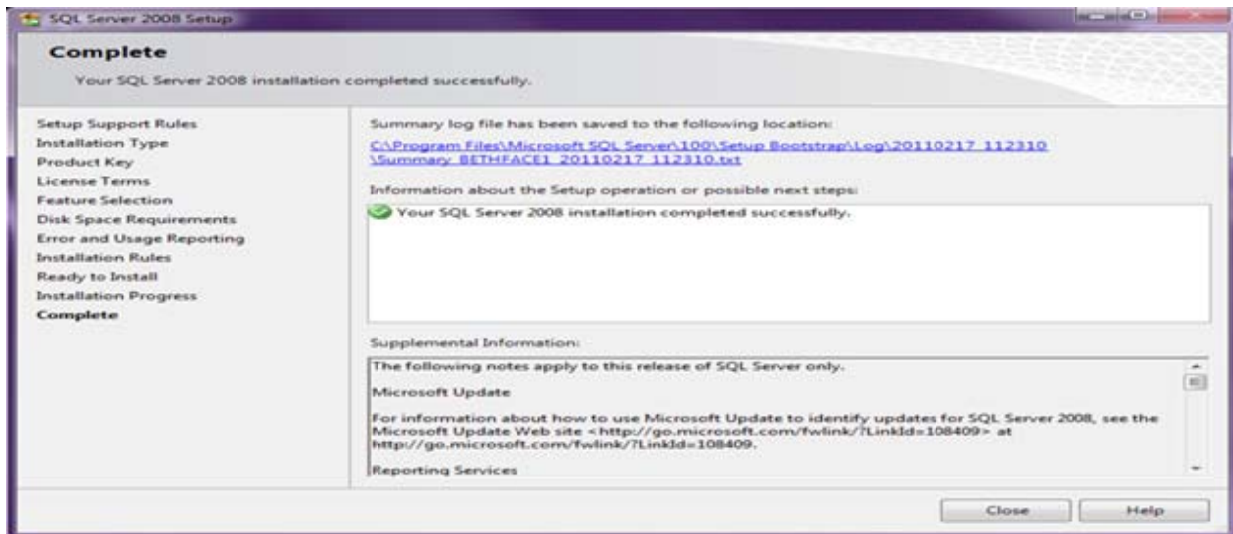 SQL Server 2008 Setup
Complete
Your SQL Server 2008 installation completed successfully.
Setup Support Rules
Installation Type
Product Key
License Terms
Feature Selection
Disk Space Requirements
Error and Usage Reporting
Installation Rules
Ready to Install
Installation Progress
Complete
Summary log file has been saved to the following location:
C:\Program Files\Microsoft SQL Server\100\Setup Bootstrap\Log\20110217_112310
\Summary_BETHFACE1_20110217_112310.txt
Information about the Setup operation or possible next steps:
Your SQL Server 2008 installation completed successfully.
Supplemental Information:
The following notes apply to this release of SQL Server only.
Microsoft Update
For information about how to use Microsoft Update to identify updates for SQL Server 2008, see the
Microsoft Update Web site <http://go.microsoft.com/fwlink/?LinkId=108409> at
http://go.microsoft.com/fwlink/?LinkId=108409.
Reporting Services
Close
Help